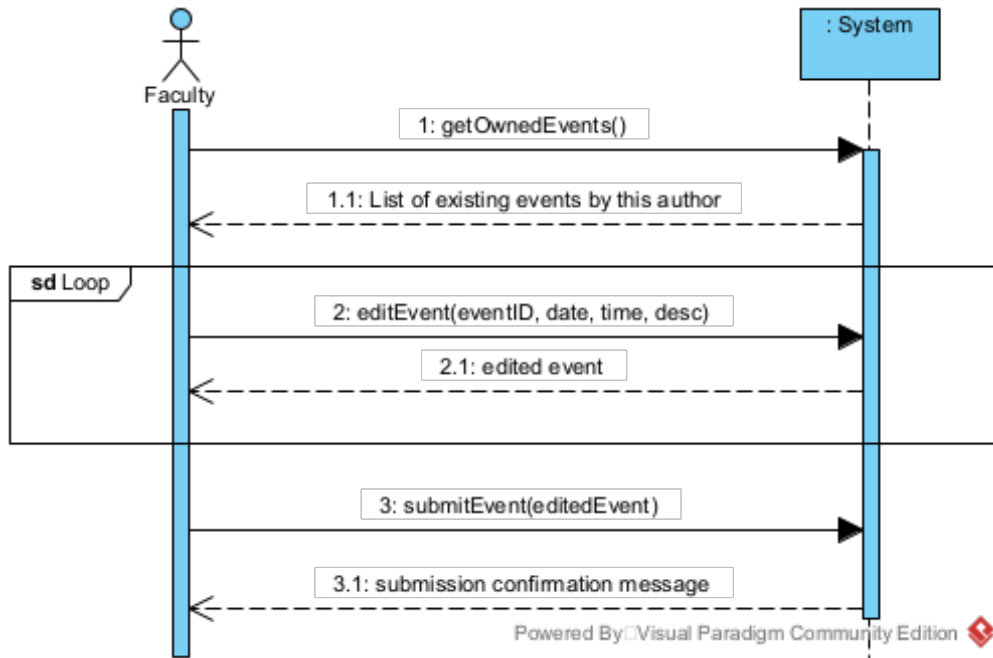 : System
Faculty
1: getOwnedEvents()
1.1: List of existing events by this author
sd Loop
2: editEvent(eventID, date, time, desc)
2.1: edited event
3: submitEvent(editedEvent)
3.1: submission confirmation message
Powered By Visual Paradigm Community Edition